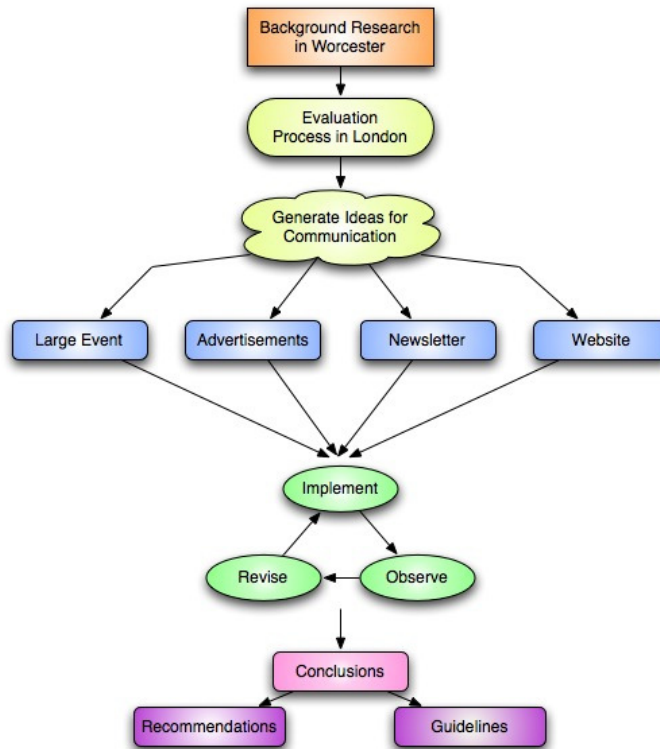 Background Research
in Worcester
Evaluation
Process in London
Generate Ideas for
Communication
Large Event
Advertisements
Newsletter
Website
Implement
Revise
Observe
Conclusions
Recommendations
Guidelines